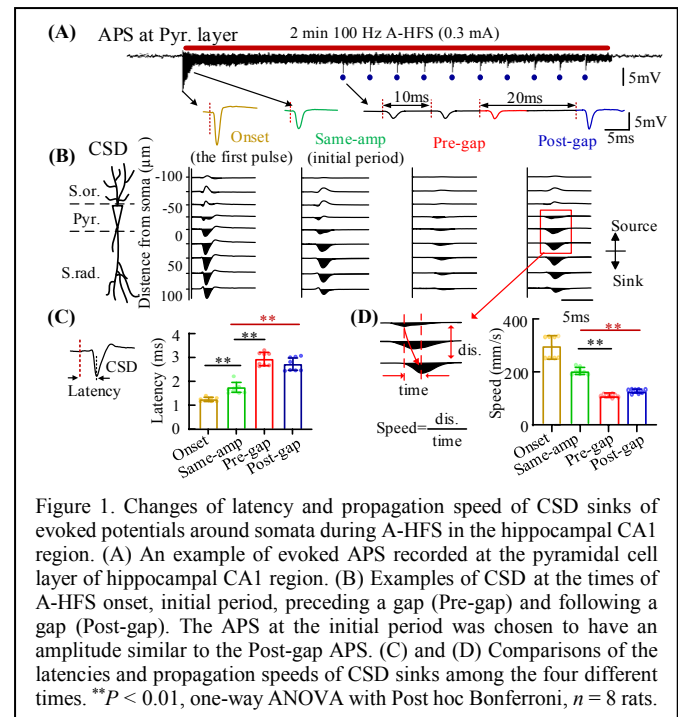 (A) APS at Pyr. layer 2 min 100 Hz A-HFS (0.3 mA)
5mV
10ms 20ms
5mV
5ms
Onset Same-amp Pre-gap Post-gap
(the first pulse) (initial period)
(B) CSD
S.or.
Pyr.
S.rad.
Distence from soma (µm)
-100
-50
0
50
100
Source
Sink
5ms
(C) CSD
Latency
Latency (ms)
4
3
2
1
0
** ** **
Onset
Same-amp
Pre-gap
Post-gap
(D) dis.
time
Speed= dis.
time
Speed (mm/s)
400
200
0
** **
Onset
Same-amp
Pre-gap
Post-gap
Figure 1. Changes of latency and propagation speed of CSD sinks of
evoked potentials around somata during A-HFS in the hippocampal CA1
region. (A) An example of evoked APS recorded at the pyramidal cell
layer of hippocampal CA1 region. (B) Examples of CSD at the times of
A-HFS onset, initial period, preceding a gap (Pre-gap) and following a
gap (Post-gap). The APS at the initial period was chosen to have an
amplitude similar to the Post-gap APS. (C) and (D) Comparisons of the
latencies and propagation speeds of CSD sinks among the four different
times. **P < 0.01, one-way ANOVA with Post hoc Bonferroni, n = 8 rats.